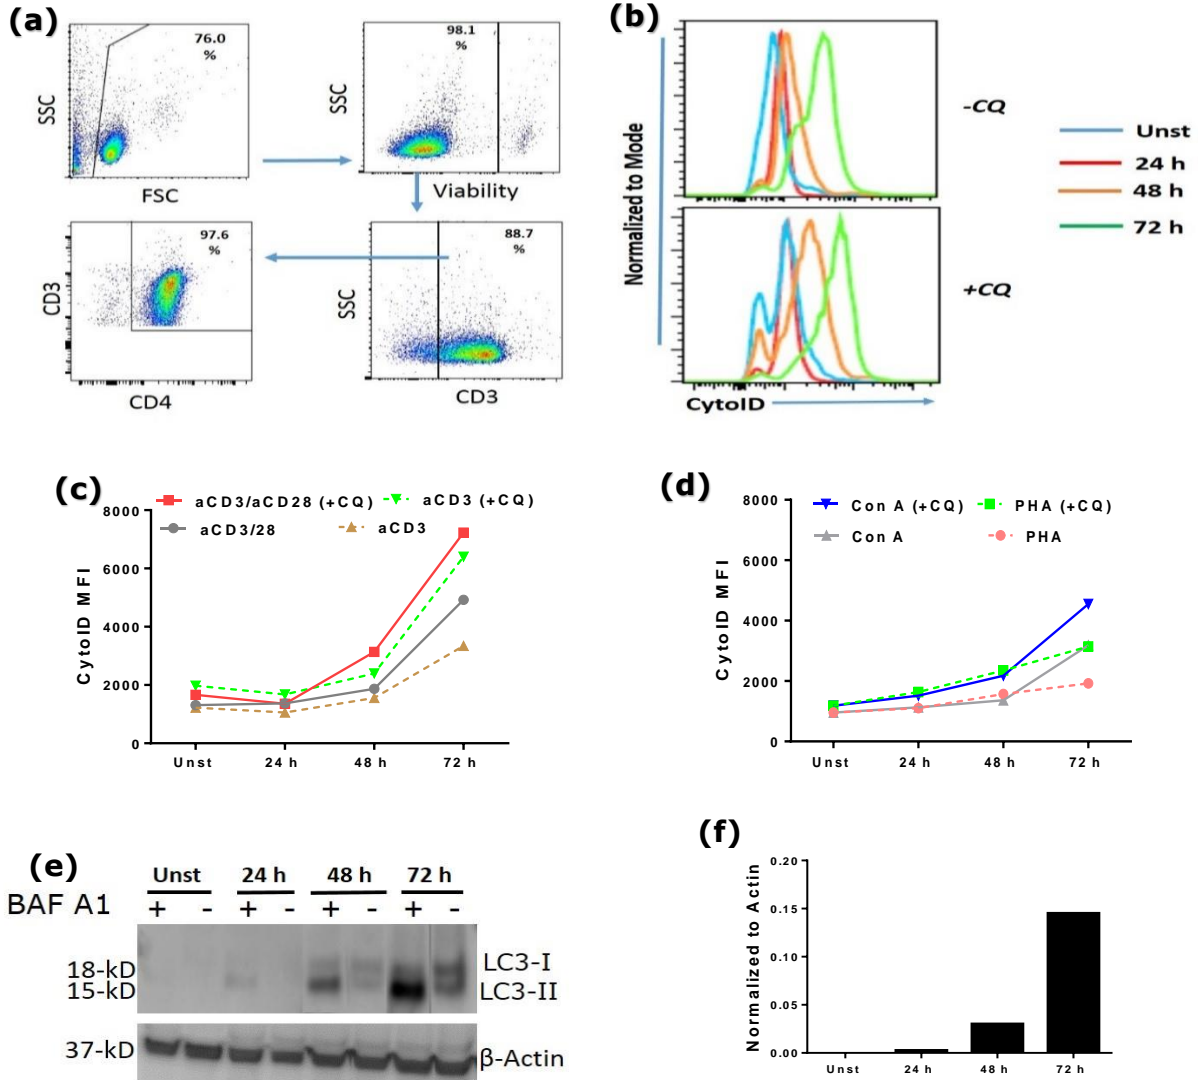 (a)
76.0
%
SSC
FSC
98.1
%
SSC
Viability
97.6
%
CD3
CD4
88.7
%
SSC
CD3
(b)
Normalized to Mode
-CQ
+CQ
CytoID
Unst
24 h
48 h
72 h
(c)
aCD3/aCD28 (+CQ)
aCD3 (+CQ)
aCD3/28
aCD3
CytoID MFI
8000
6000
4000
2000
0
Unst
24 h
48 h
72 h
(d)
Con A (+CQ)
PHA (+CQ)
Con A
PHA
CytoID MFI
8000
6000
4000
2000
0
Unst
24 h
48 h
72 h
(e)
Unst
24 h
48 h
72 h
BAF A1
+ - + - + - + -
18-kD
15-kD
LC3-I
LC3-II
37-kD
β-Actin
(f)
Normalized to Actin
0.20
0.15
0.10
0.05
0.00
Unst
24 h
48 h
72 h